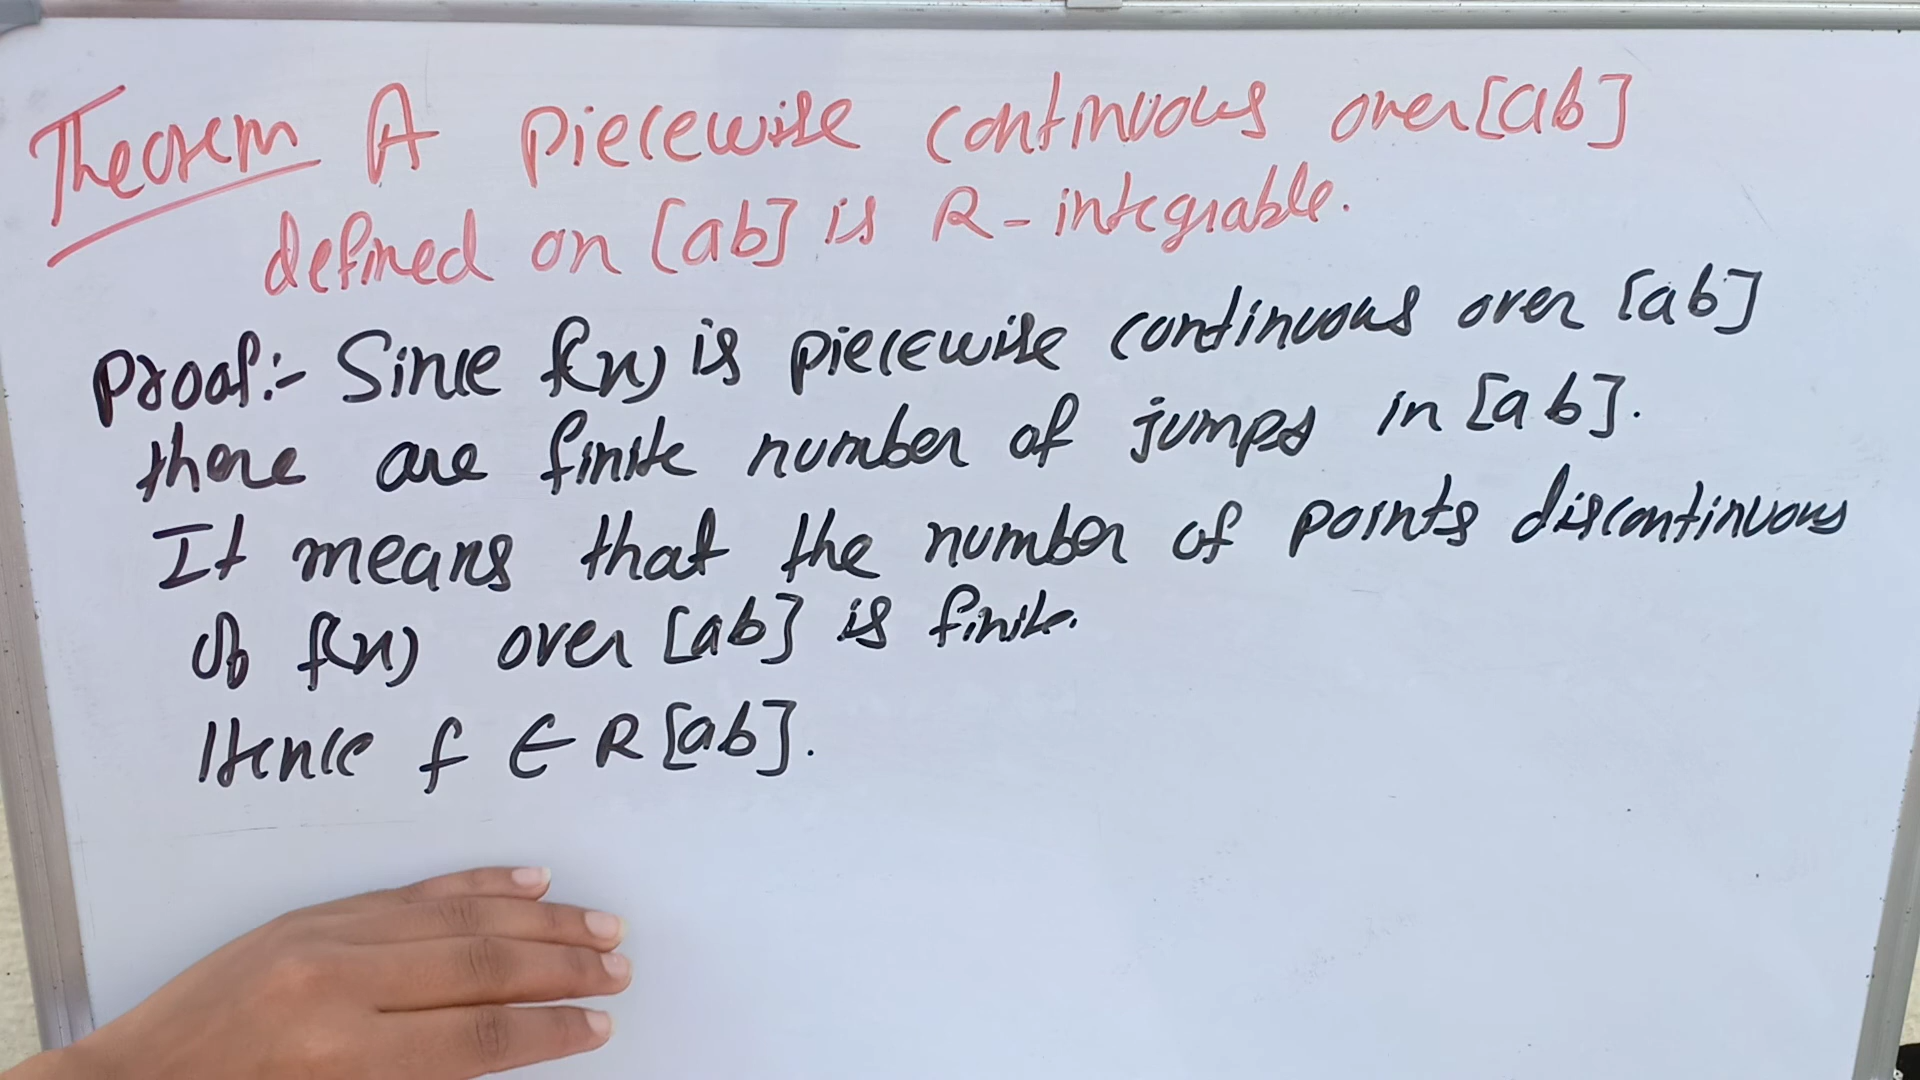 Theorem A piecewise continuous over [ab]
defined on [ab] is R-integrable.
Proof:- Since f(x) is piecewise continuous over [ab]
there are finite number of jumps in [ab].
It means that the number of points discontinuous
of f(x) over [ab] is finite.
Hence f ∈ R[ab].